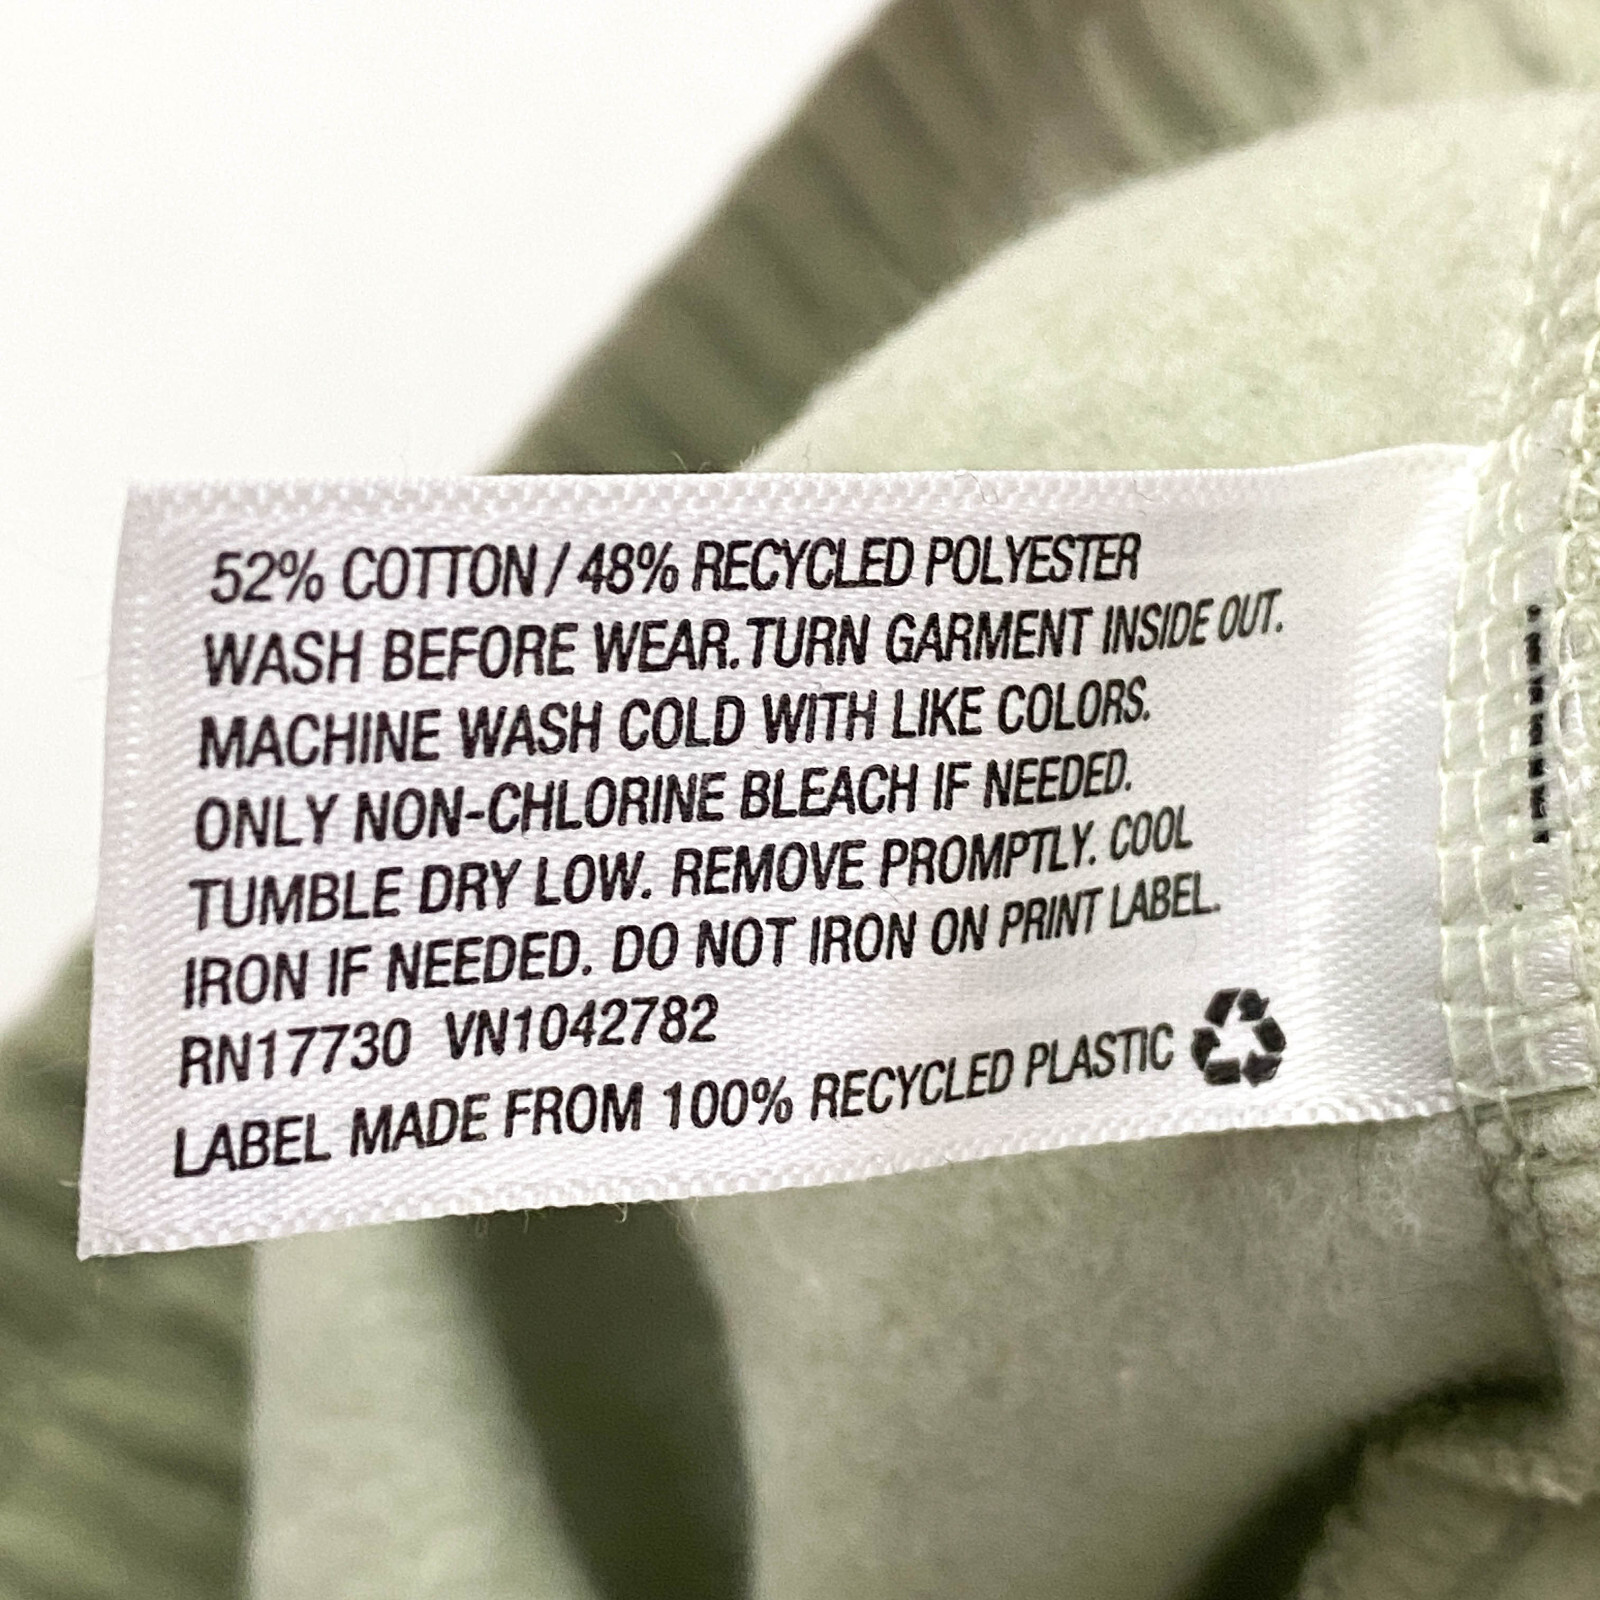 52% COTTON / 48% RECYCLED POLYESTER
WASH BEFORE WEAR. TURN GARMENT INSIDE OUT.
MACHINE WASH COLD WITH LIKE COLORS.
ONLY NON-CHLORINE BLEACH IF NEEDED.
TUMBLE DRY LOW. REMOVE PROMPTLY. COOL
IRON IF NEEDED. DO NOT IRON ON PRINT LABEL.
RN17730 VN1042782
LABEL MADE FROM 100% RECYCLED PLASTIC